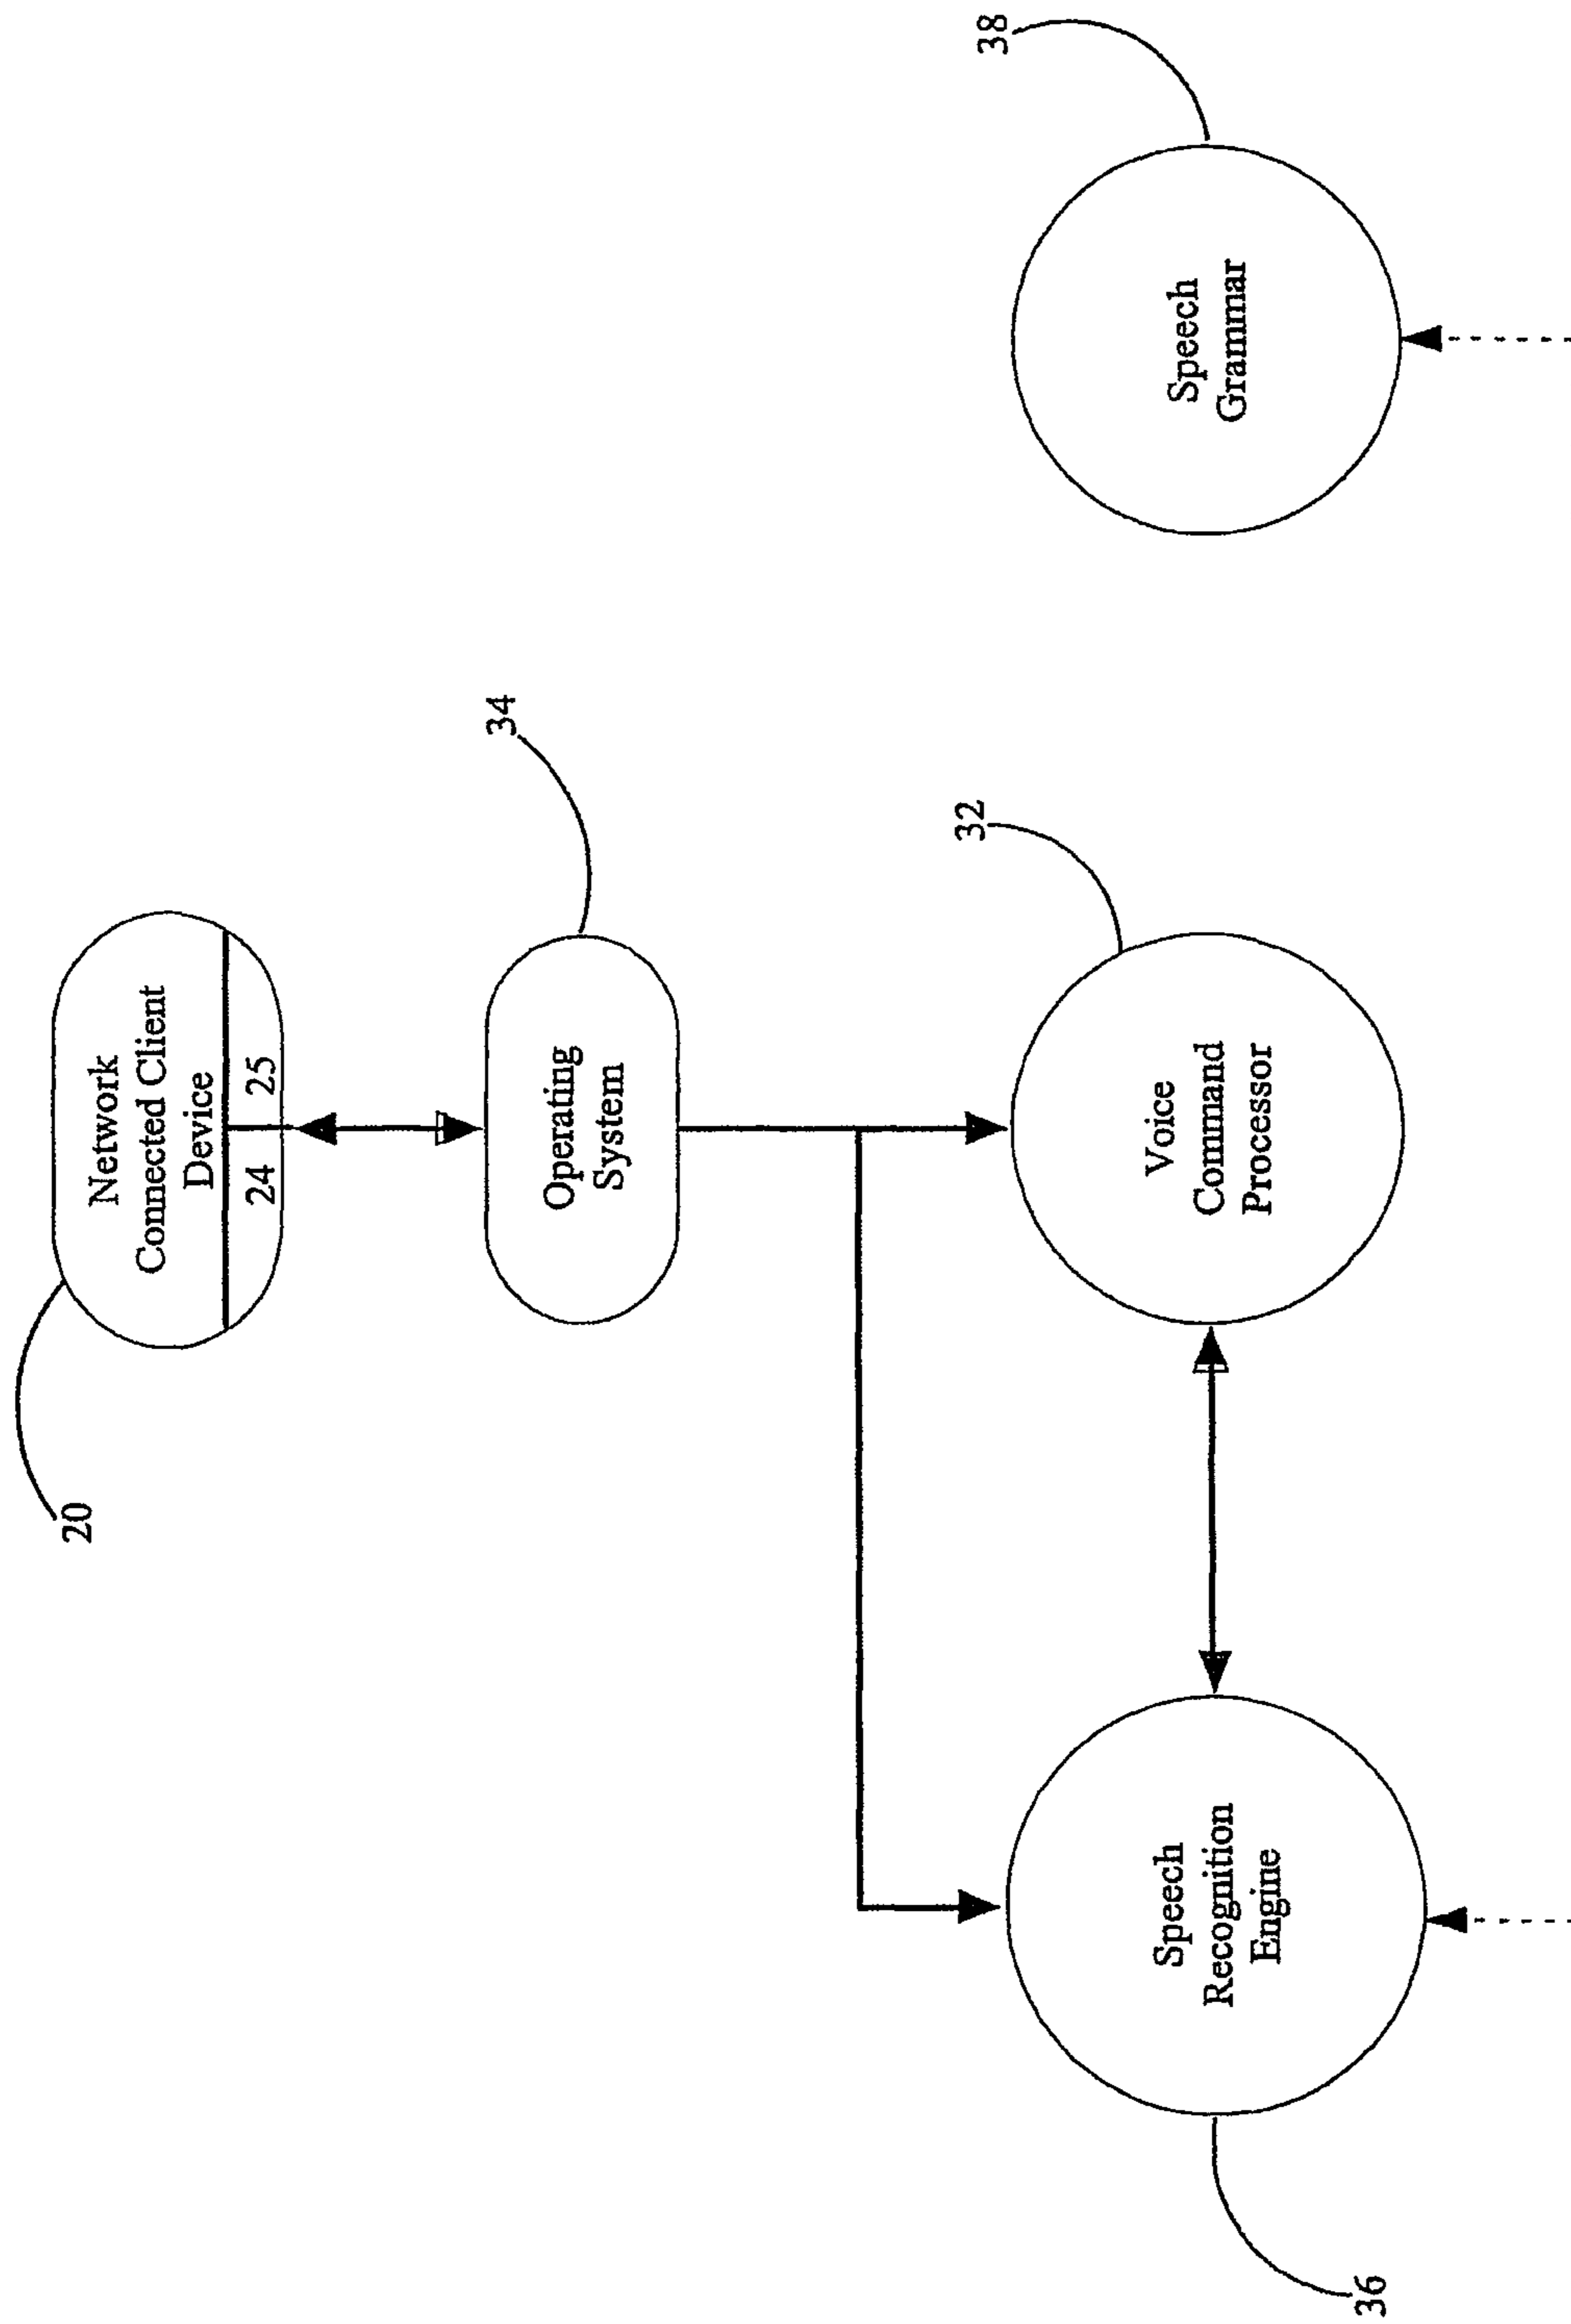 20
Network
Connected Client
Device
24 25
34
Operating
System
36
Speech
Recognition
Engine
32
Voice
Command
Processor
38
Speech
Grammar